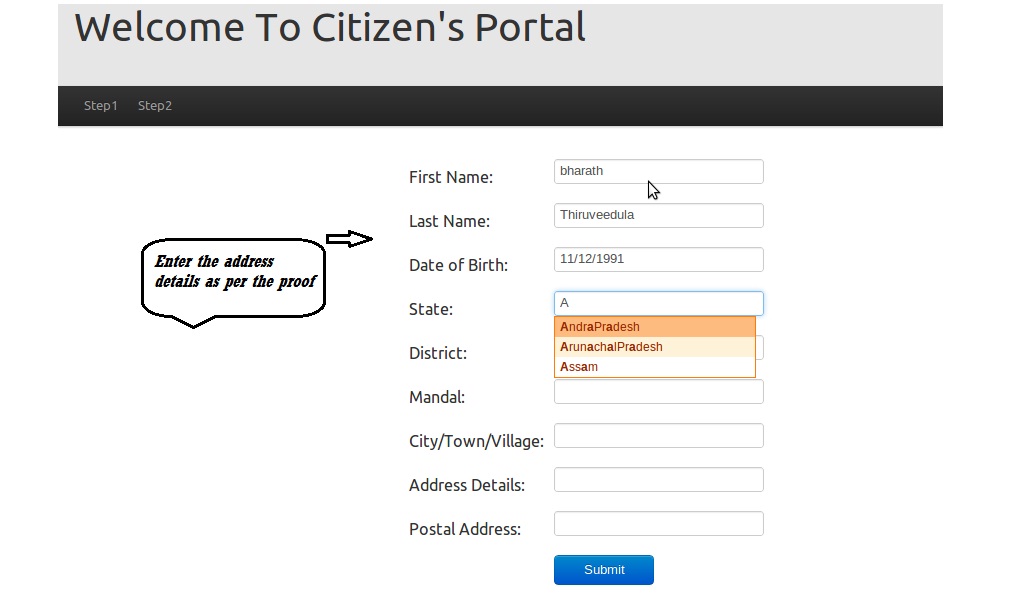 Welcome To Citizen's Portal
Step1 Step2
First Name: bharath
Last Name: Thiruveedula
Enter the address
details as per the proof
Date of Birth: 11/12/1991
State: A
AndraPradesh
ArunachalPradesh
Assam
District:
Mandal:
City/Town/Village:
Address Details:
Postal Address:
Submit